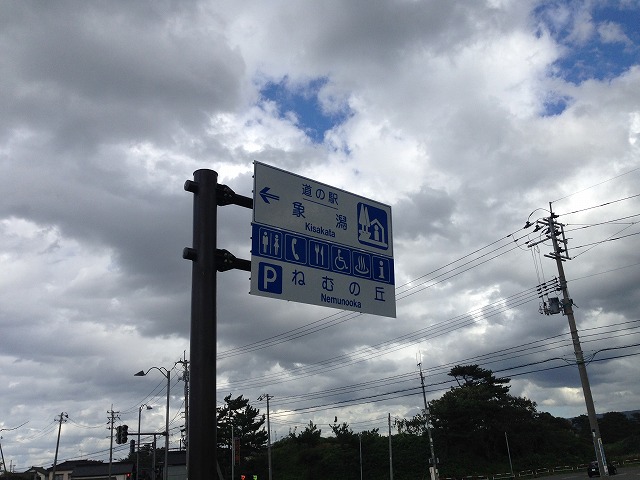 道の駅
象潟
Kisakata
P ねむの丘
Nemunooka